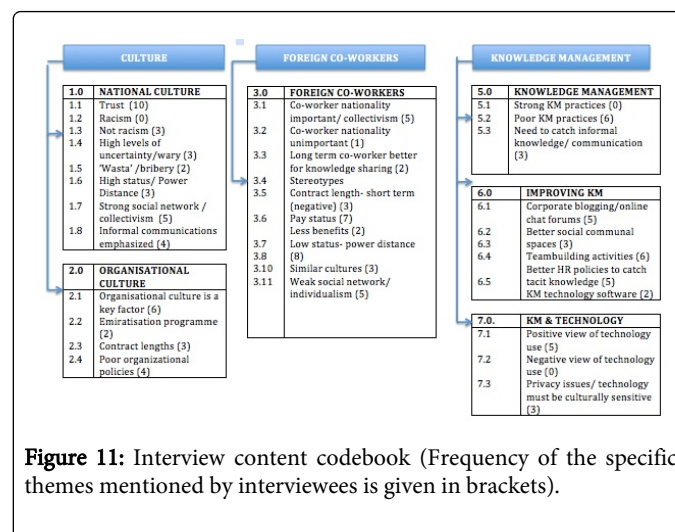 CULTURE
FOREIGN CO-WORKERS
KNOWLEDGE MANAGEMENT
1.0 NATIONAL CULTURE
1.1 Trust (10)
1.2 Racism (0)
1.3 Not racism (3)
1.4 High levels of
uncertainty/wary (3)
1.5 'Wasta' /bribery (2)
1.6 High status/ Power
Distance (3)
1.7 Strong social network /
collectivism (5)
1.8 Informal communications
emphasized (4)
2.0 ORGANISATIONAL
CULTURE
2.1 Organisational culture is a
key factor (6)
2.2 Emiratisation programme
(2)
2.3 Contract lengths (3)
2.4 Poor organizational
policies (4)
3.0 FOREIGN CO-WORKERS
3.1 Co-worker nationality
important/ collectivism (5)
3.2 Co-worker nationality
unimportant (1)
3.3 Long term co-worker better
for knowledge sharing (2)
3.4 Stereotypes
3.5 Contract length- short term
(negative) (3)
3.6 Pay status (7)
Less benefits (2)
3.7 Low status- power distance
3.8 (8)
3.10 Similar cultures (3)
3.11 Weak social network/
individualism (5)
5.0 KNOWLEDGE MANAGEMENT
5.1 Strong KM practices (0)
5.2 Poor KM practices (6)
5.3 Need to catch informal
knowledge/ communication
(3)
6.0 IMPROVING KM
6.1 Corporate blogging/online
chat forums (5)
6.2 Better social communal
6.3 spaces (3)
6.4 Teambuilding activities (6)
Better HR policies to catch
6.5 tacit knowledge (5)
KM technology software (2)
7.0. KM & TECHNOLOGY
7.1 Positive view of technology
use (5)
7.2 Negative view of technology
use (0)
7.3 Privacy issues/ technology
must be culturally sensitive
(3)
Figure 11: Interview content codebook (Frequency of the specific
themes mentioned by interviewees is given in brackets).